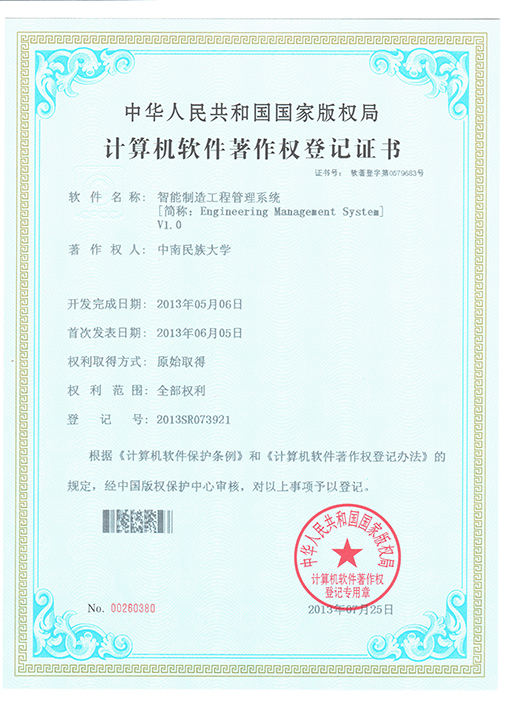 中华人民共和国国家版权局
计算机软件著作权登记证书
证书号： 软著登字第0579683号
软件名称： 智能制造工程管理系统
[简称：Engineering Management System]
V1.0
著作权人： 中南民族大学
开发完成日期： 2013年05月06日
首次发表日期： 2013年06月05日
权利取得方式： 原始取得
权利范围： 全部权利
登记号： 2013SR073921
根据《计算机软件保护条例》和《计算机软件著作权登记办法》的
规定，经中国版权保护中心审核，对以上事项予以登记。
中华人民共和国国家版权局
计算机软件著作权
登记专用章
No. 00260380
2013年07月25日